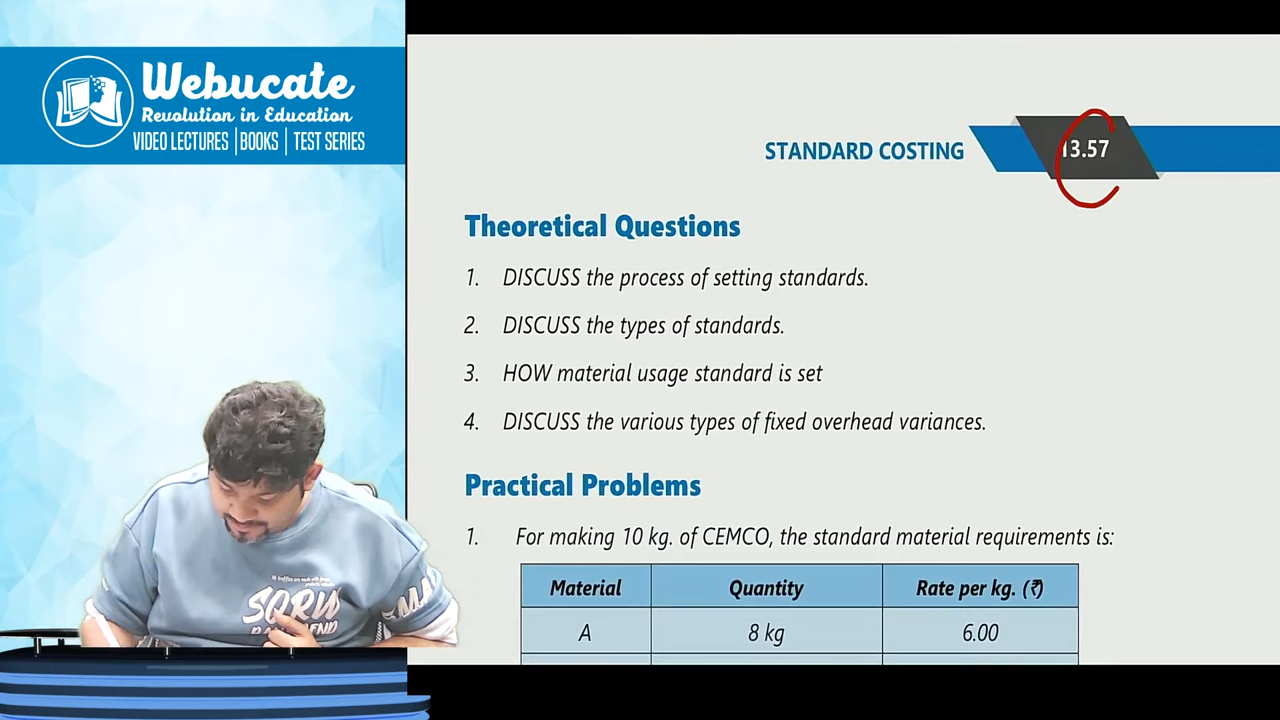 Webucate
Revolution in Education
VIDEO LECTURES | BOOKS | TEST SERIES
STANDARD COSTING 13.57
Theoretical Questions
1. DISCUSS the process of setting standards.
2. DISCUSS the types of standards.
3. HOW material usage standard is set
4. DISCUSS the various types of fixed overhead variances.
Practical Problems
1. For making 10 kg. of CEMCO, the standard material requirements is:
Material Quantity Rate per kg. (₹)
A 8 kg 6.00